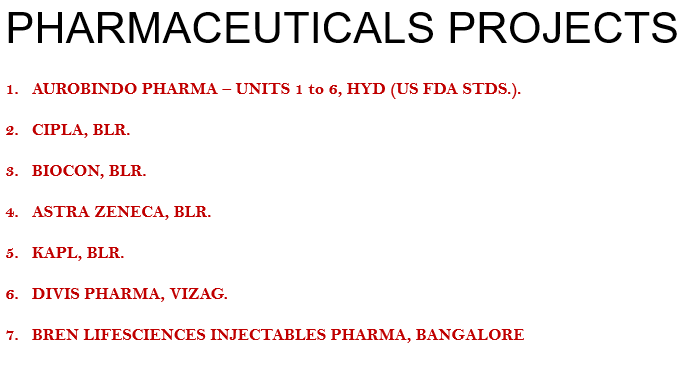 PHARMACEUTICALS PROJECTS
1. AUROBINDO PHARMA – UNITS 1 to 6, HYD (US FDA STDS.).
2. CIPLA, BLR.
3. BIOCON, BLR.
4. ASTRA ZENECA, BLR.
5. KAPL, BLR.
6. DIVIS PHARMA, VIZAG.
7. BREN LIFESCIENCES INJECTABLES PHARMA, BANGALORE